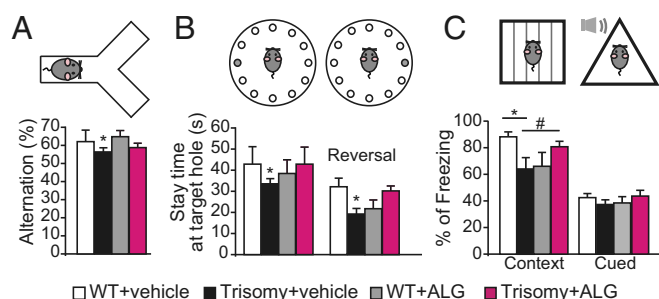 A
B
C
Alternation (%)
70
60
50
40
30
20
10
0
*
Stay time
at target hole (s)
60
50
40
30
20
10
0
*
Reversal
*
% of Freezing
100
80
60
40
20
0
*
#
Context Cued
WT+vehicle Trisomy+vehicle WT+ALG Trisomy+ALG